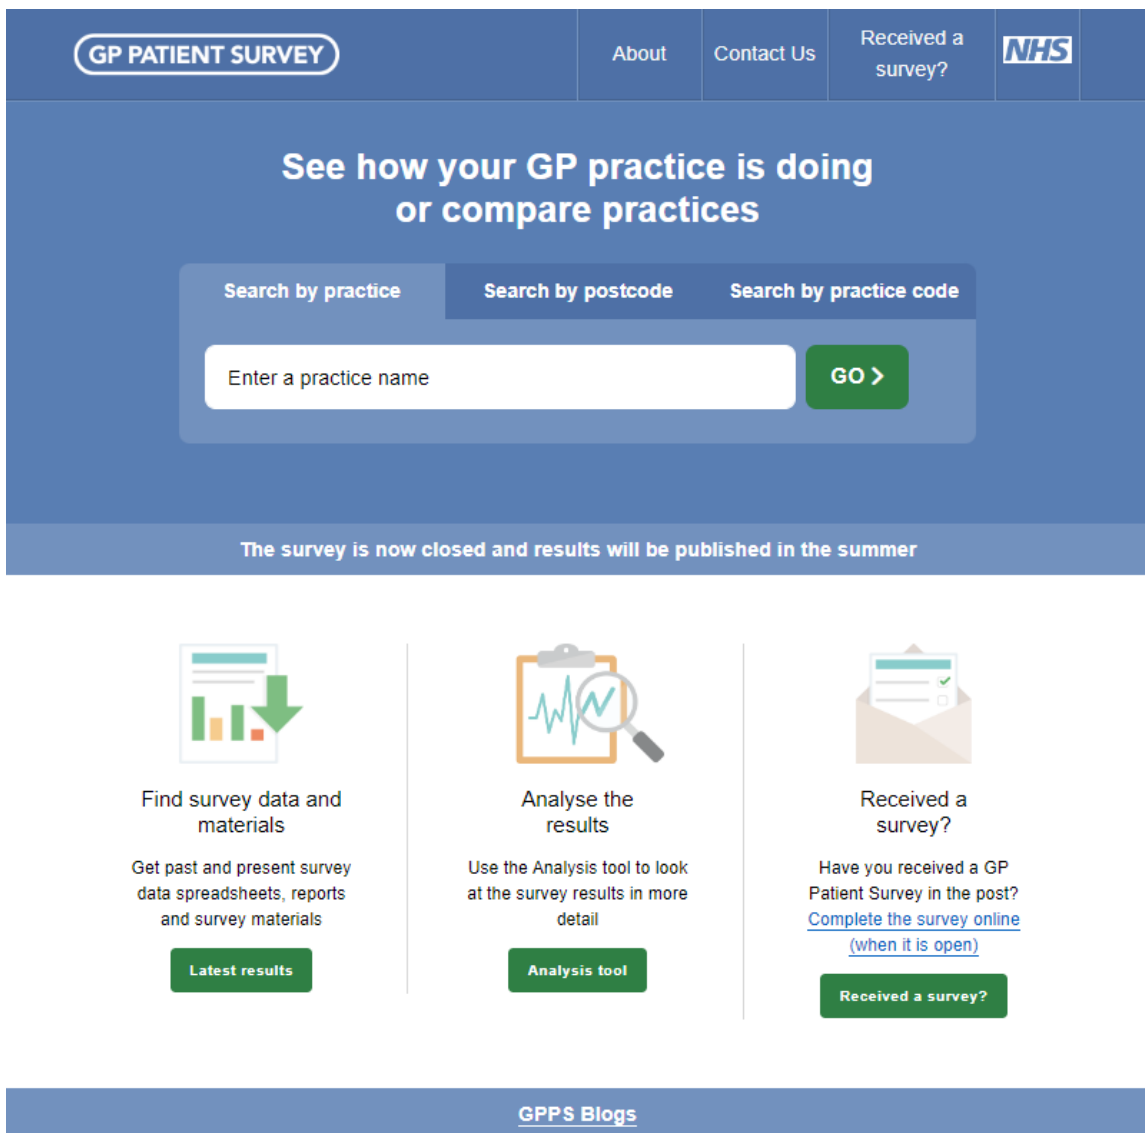 GP PATIENT SURVEY
About
Contact Us
Received a
survey?
NHS
See how your GP practice is doing
or compare practices
Search by practice
Search by postcode
Search by practice code
Enter a practice name
GO
The survey is now closed and results will be published in the summer
Find survey data and
materials
Get past and present survey
data spreadsheets, reports
and survey materials
Latest results
Analyse the
results
Use the Analysis tool to look
at the survey results in more
detail
Analysis tool
Received a
survey?
Have you received a GP
Patient Survey in the post?
Complete the survey online
(when it is open)
Received a survey?
GPPS Blogs